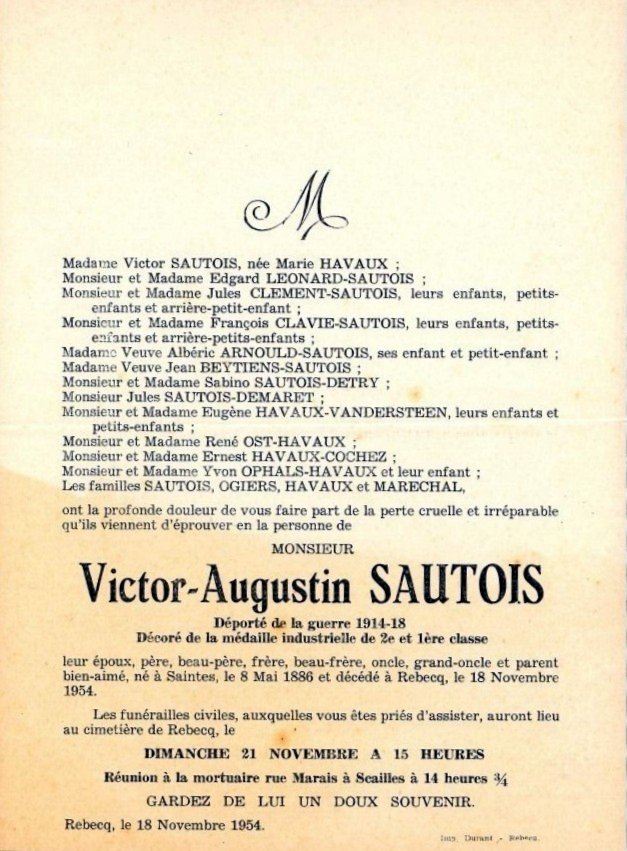 M
Madame Victor SAUTOIS, née Marie HAVAUX ;
Monsieur et Madame Edgard LEONARD-SAUTOIS ;
Monsieur et Madame Jules CLEMENT-SAUTOIS, leurs enfants, petits-
enfants et arrière-petit-enfant ;
Monsieur et Madame François CLAVIE-SAUTOIS, leurs enfants, petits-
enfants et arrière-petits-enfants ;
Madame Veuve Albéric ARNOULD-SAUTOIS, ses enfant et petit-enfant ;
Madame Veuve Jean BEYTIENS-SAUTOIS ;
Monsieur et Madame Sabino SAUTOIS-DETRY ;
Monsieur Jules SAUTOIS-DEMARET ;
Monsieur et Madame Eugène HAVAUX-VANDERSTEEN, leurs enfants et
petits-enfants ;
Monsieur et Madame René OST-HAVAUX ;
Monsieur et Madame Ernest HAVAUX-COCHEZ ;
Monsieur et Madame Yvon OPHALS-HAVAUX et leur enfant ;
Les familles SAUTOIS, OGIERS, HAVAUX et MARECHAL,
ont la profonde douleur de vous faire part de la perte cruelle et irréparable
qu'ils viennent d'éprouver en la personne de
MONSIEUR
Victor-Augustin SAUTOIS
Déporté de la guerre 1914-18
Décoré de la médaille industrielle de 2e et 1ère classe
leur époux, père, beau-père, frère, beau-frère, oncle, grand-oncle et parent
bien-aimé, né à Saintes, le 8 Mai 1886 et décédé à Rebecq, le 18 Novembre
1954.
Les funérailles civiles, auxquelles vous êtes priés d'assister, auront lieu
au cimetière de Rebecq, le
DIMANCHE 21 NOVEMBRE A 15 HEURES
Réunion à la mortuaire rue Marais à Scailles à 14 heures ¾
GARDEZ DE LUI UN DOUX SOUVENIR.
Rebecq, le 18 Novembre 1954.
Imp. Durant - Rebecq.